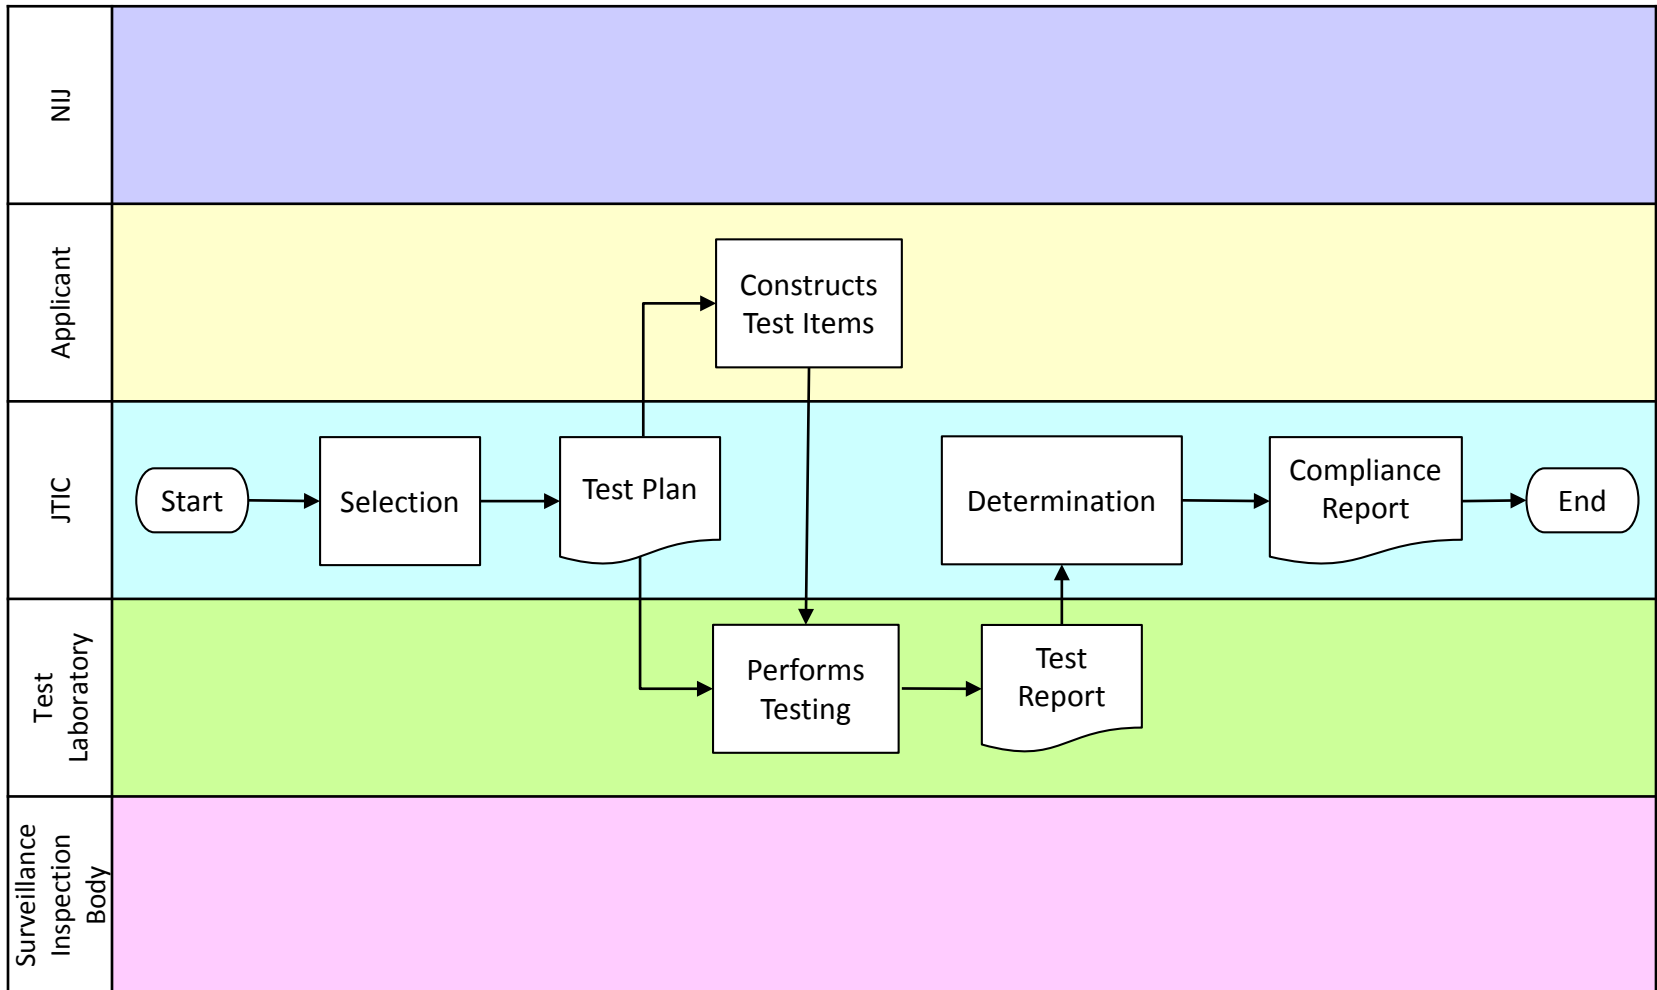 NIJ
Applicant
Constructs
Test Items
JTIC
Start
Selection
Test Plan
Determination
Compliance
Report
End
Test
Laboratory
Performs
Testing
Test
Report
Surveillance
Inspection
Body